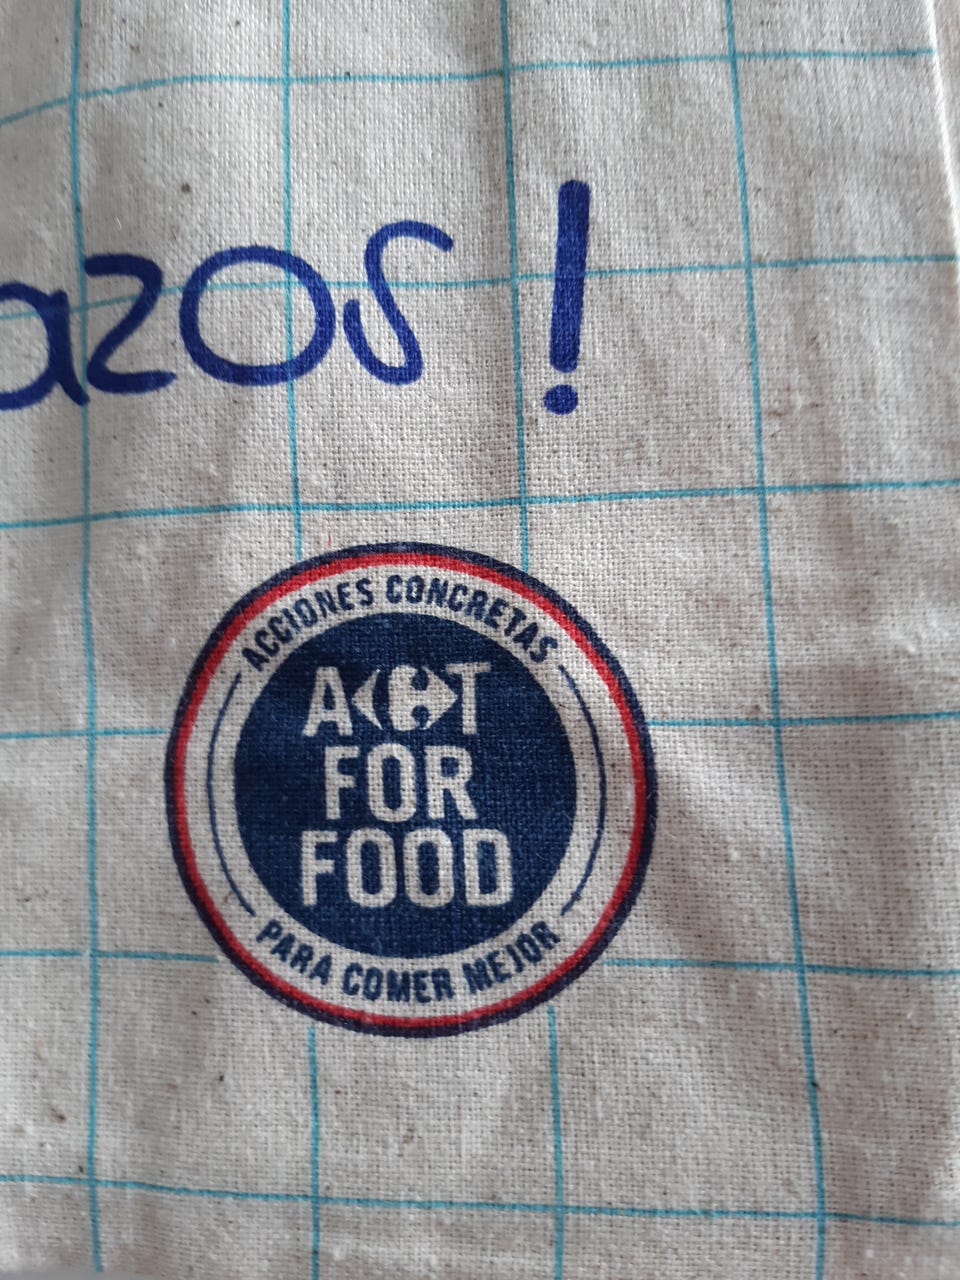 azos !
ACCIONES CONCRETAS
ACT
FOR
FOOD
PARA COMER MEJOR